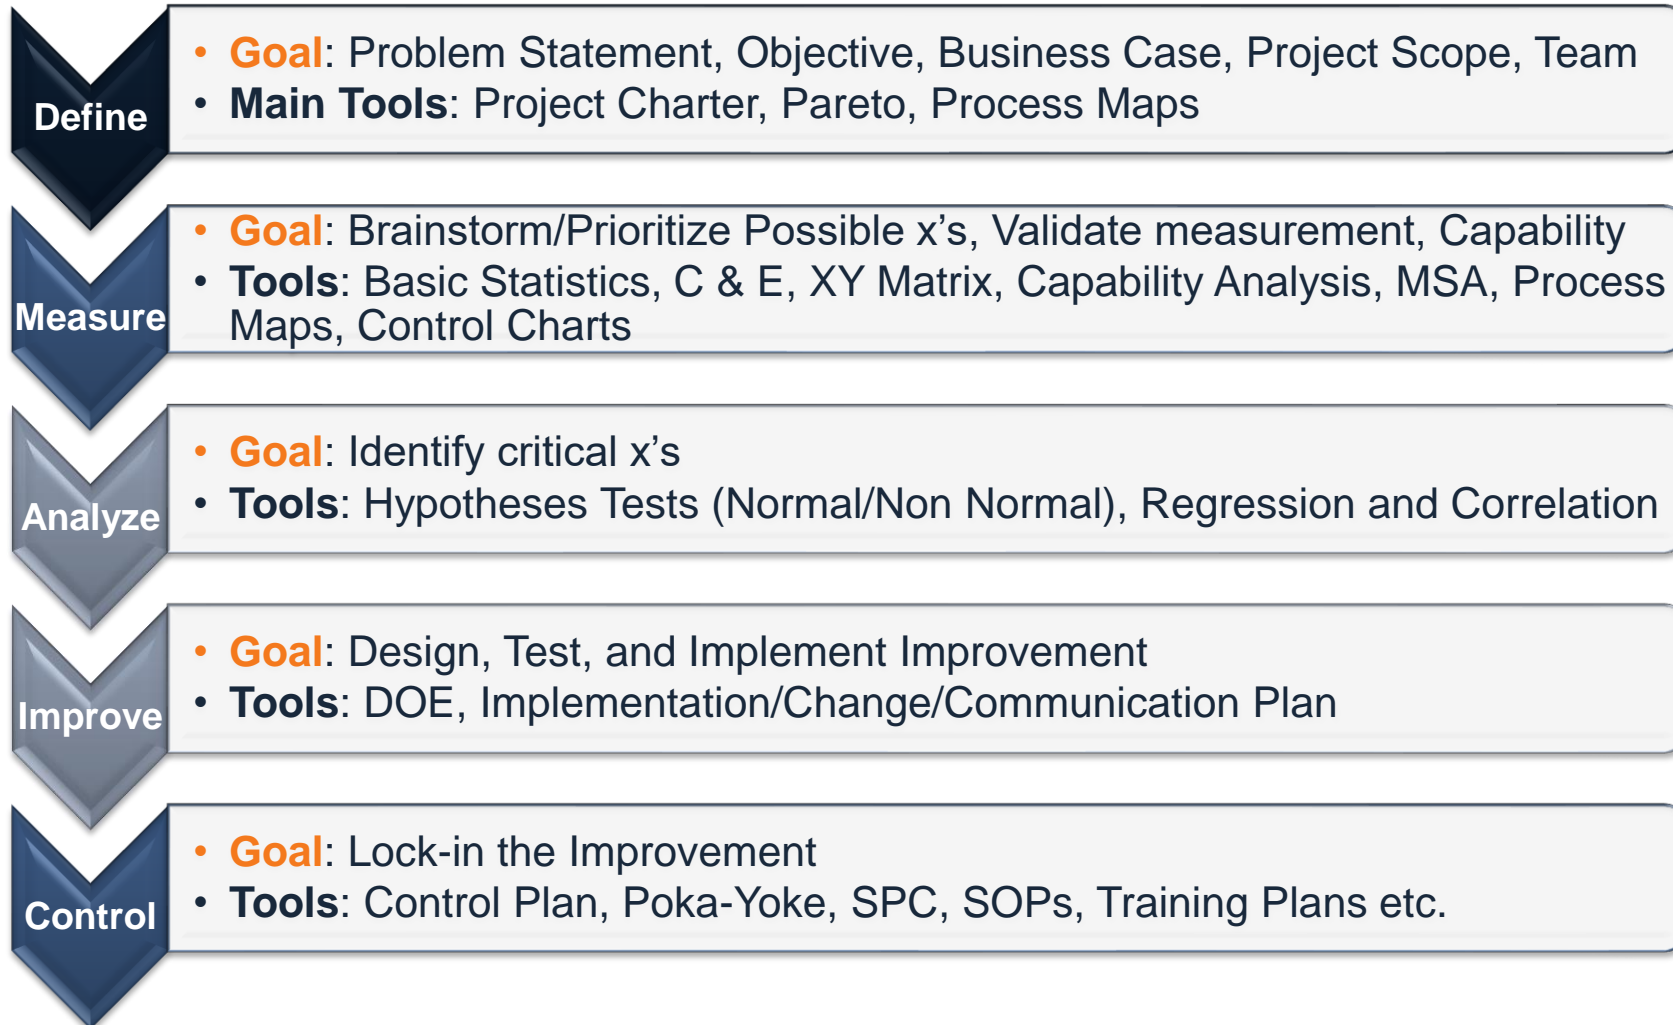 Define
• Goal: Problem Statement, Objective, Business Case, Project Scope, Team
• Main Tools: Project Charter, Pareto, Process Maps
Measure
• Goal: Brainstorm/Prioritize Possible x’s, Validate measurement, Capability
• Tools: Basic Statistics, C & E, XY Matrix, Capability Analysis, MSA, Process
Maps, Control Charts
Analyze
• Goal: Identify critical x’s
• Tools: Hypotheses Tests (Normal/Non Normal), Regression and Correlation
Improve
• Goal: Design, Test, and Implement Improvement
• Tools: DOE, Implementation/Change/Communication Plan
Control
• Goal: Lock-in the Improvement
• Tools: Control Plan, Poka-Yoke, SPC, SOPs, Training Plans etc.